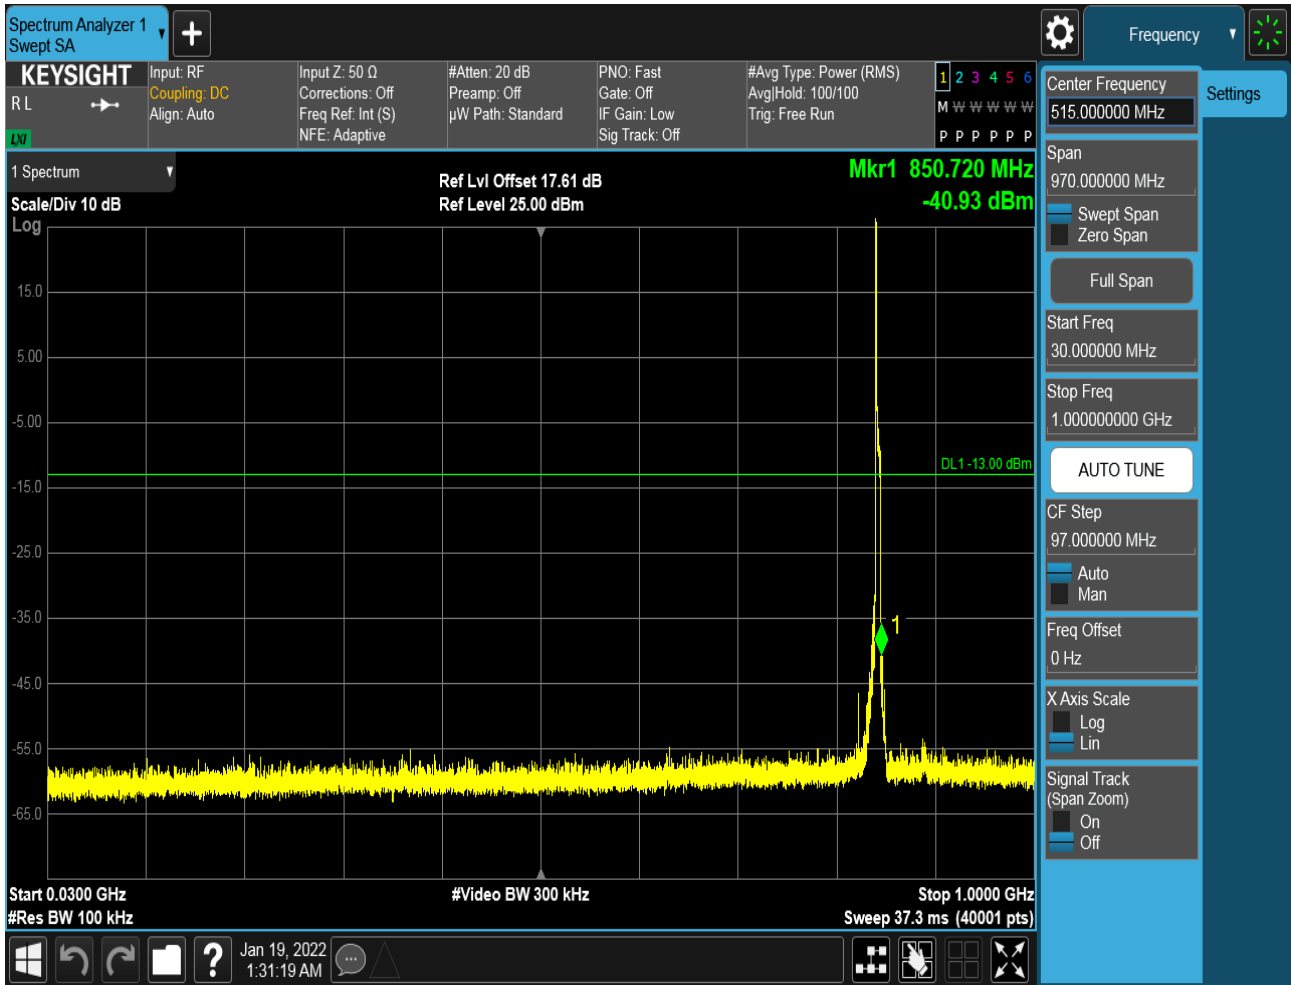 Spectrum Analyzer 1
Swept SA
Frequency
KEYSIGHT
R L
LXI
Input: RF
Coupling: DC
Align: Auto
Input Z: 50 Ω
Corrections: Off
Freq Ref: Int (S)
NFE: Adaptive
#Atten: 20 dB
Preamp: Off
µW Path: Standard
PNO: Fast
Gate: Off
IF Gain: Low
Sig Track: Off
#Avg Type: Power (RMS)
Avg|Hold: 100/100
Trig: Free Run
1 2 3 4 5 6
M W W W W W
P P P P P P
1 Spectrum
Scale/Div 10 dB
Log
Ref Lvl Offset 17.61 dB
Ref Level 25.00 dBm
Mkr1 850.720 MHz
-40.93 dBm
15.0
5.00
-5.00
-15.0
-25.0
-35.0
-45.0
-55.0
-65.0
DL1 -13.00 dBm
1
Start 0.0300 GHz
#Res BW 100 kHz
#Video BW 300 kHz
Stop 1.0000 GHz
Sweep 37.3 ms (40001 pts)
Jan 19, 2022
1:31:19 AM
Center Frequency
515.000000 MHz
Settings
Span
970.000000 MHz
Swept Span
Zero Span
Full Span
Start Freq
30.000000 MHz
Stop Freq
1.000000000 GHz
AUTO TUNE
CF Step
97.000000 MHz
Auto
Man
Freq Offset
0 Hz
X Axis Scale
Log
Lin
Signal Track
(Span Zoom)
On
Off